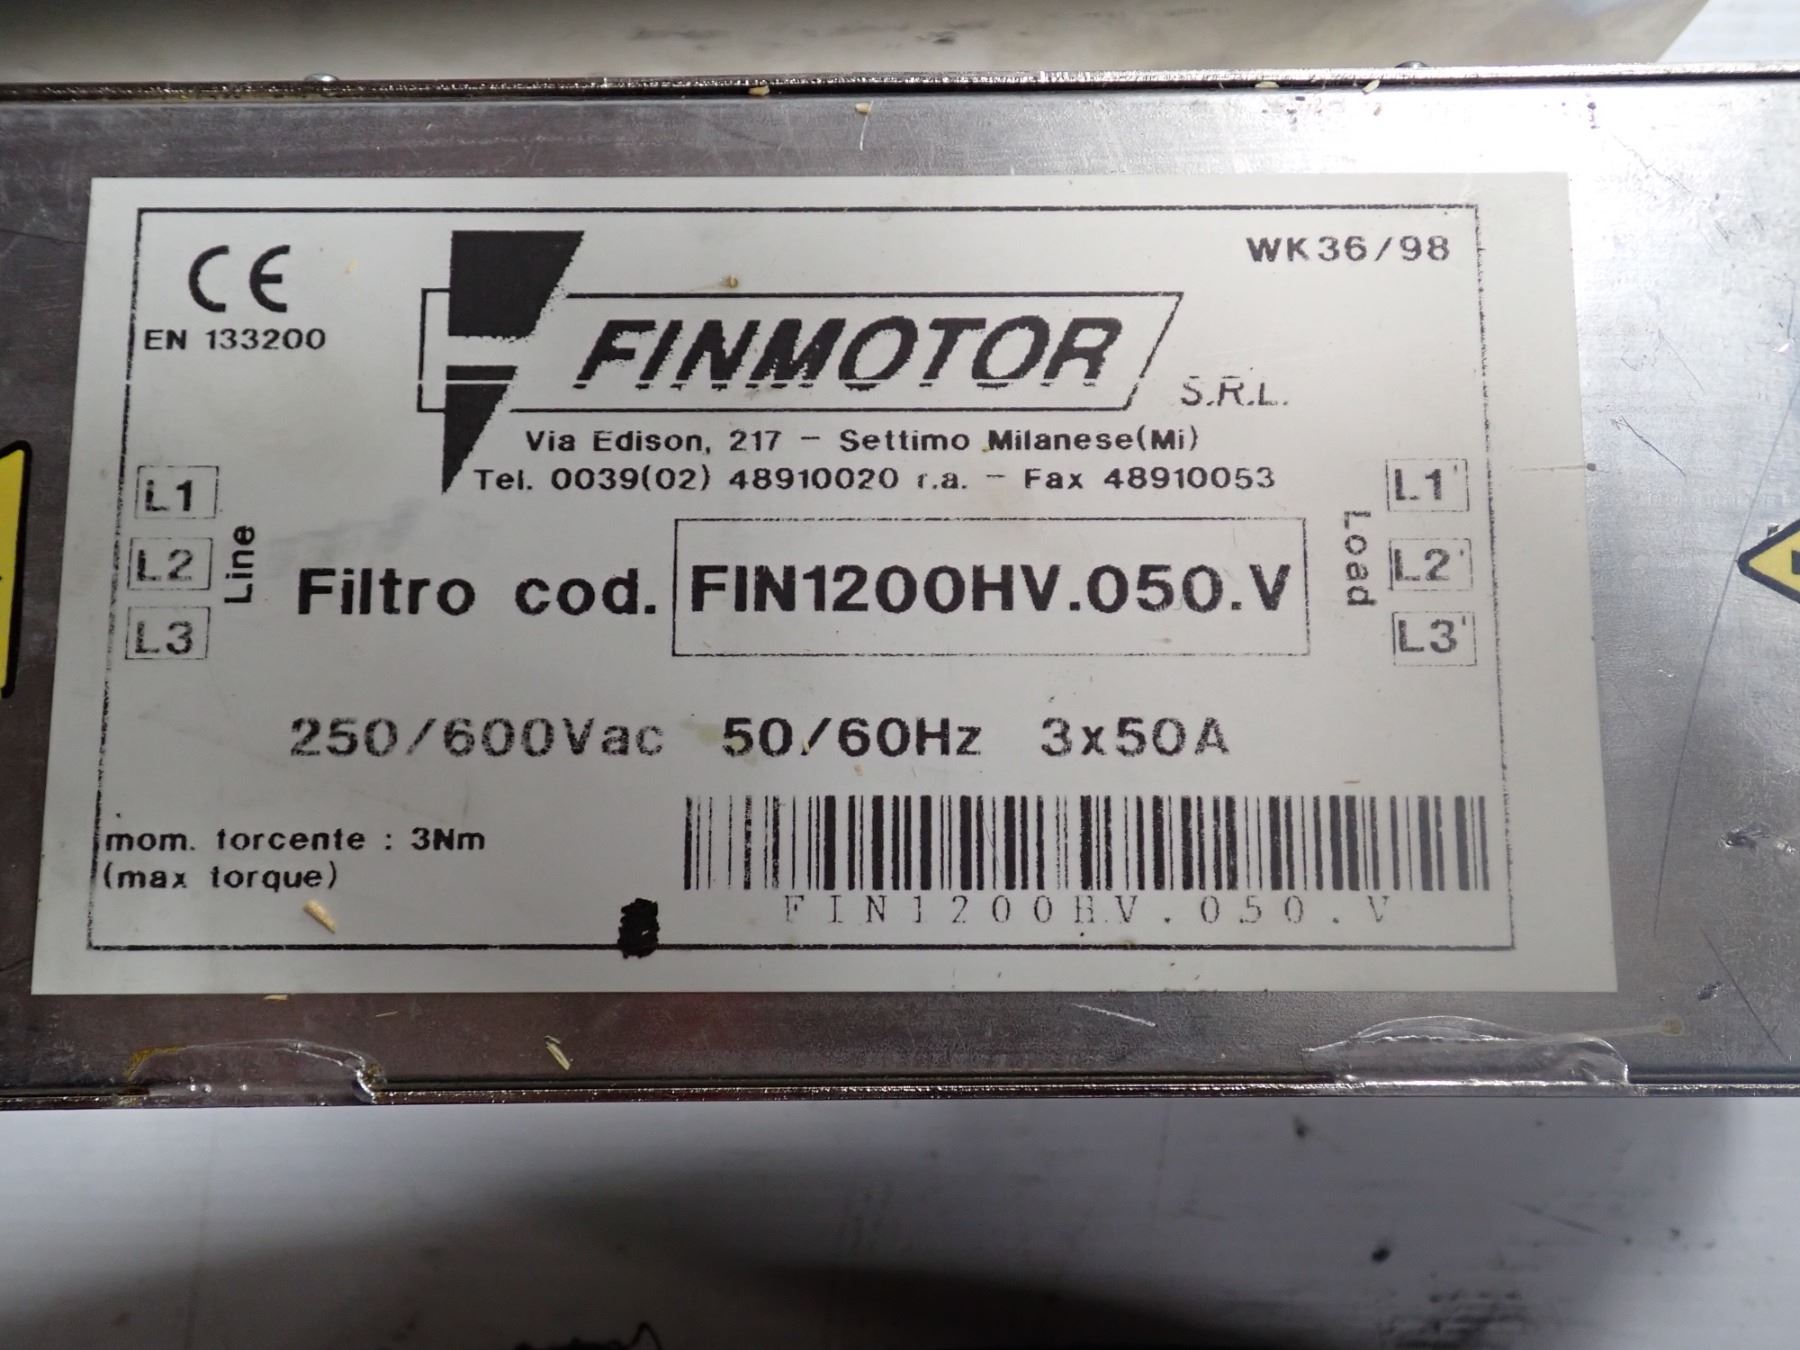 CE
EN 133200
WK36/98
FINMOTOR S.R.L.
Via Edison, 217 - Settimo Milanese(Mi)
Tel. 0039(02) 48910020 r.a. - Fax 48910053
L1
L2
L3
Line
Filtro cod. FIN1200HV.050.V
Load
L1'
L2'
L3'
250/600Vac 50/60Hz 3x50A
mom. torcente : 3Nm
(max torque)
FIN1200HV.050.V